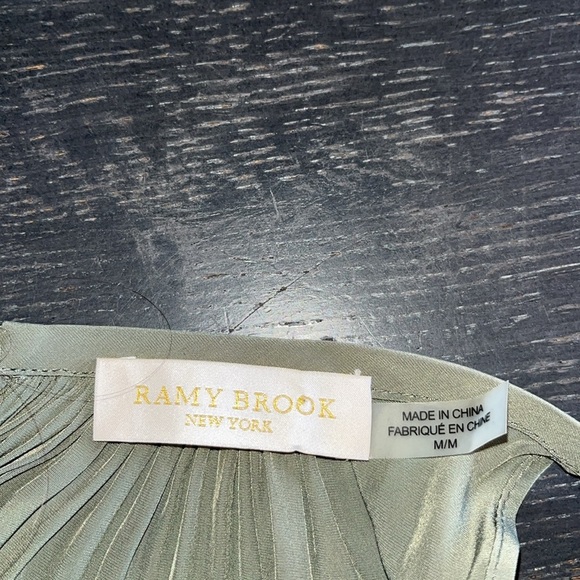 RAMY BROOK
NEW YORK
MADE IN CHINA
FABRIQUÉ EN CHINE
M/M